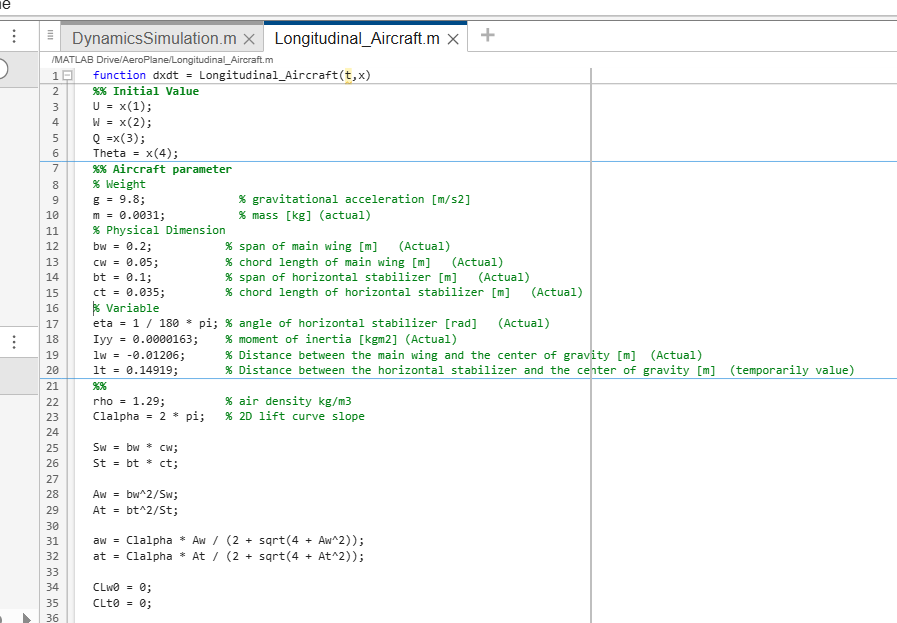 DynamicsSimulation.m
Longitudinal_Aircraft.m
/MATLAB Drive/AeroPlane/Longitudinal_Aircraft.m
1 function dxdt = Longitudinal_Aircraft(t,x)
2 %% Initial Value
3 U = x(1);
4 W = x(2);
5 Q =x(3);
6 Theta = x(4);
7 %% Aircraft parameter
8 % Weight
9 g = 9.8; % gravitational acceleration [m/s2]
10 m = 0.0031; % mass [kg] (actual)
11 % Physical Dimension
12 bw = 0.2; % span of main wing [m] (Actual)
13 cw = 0.05; % chord length of main wing [m] (Actual)
14 bt = 0.1; % span of horizontal stabilizer [m] (Actual)
15 ct = 0.035; % chord length of horizontal stabilizer [m] (Actual)
16 % Variable
17 eta = 1 / 180 * pi; % angle of horizontal stabilizer [rad] (Actual)
18 Iyy = 0.0000163; % moment of inertia [kgm2] (Actual)
19 lw = -0.01206; % Distance between the main wing and the center of gravity [m] (Actual)
20 lt = 0.14919; % Distance between the horizontal stabilizer and the center of gravity [m] (temporarily value)
21 %%
22 rho = 1.29; % air density kg/m3
23 Clalpha = 2 * pi; % 2D lift curve slope
24
25 Sw = bw * cw;
26 St = bt * ct;
27
28 Aw = bw^2/Sw;
29 At = bt^2/St;
30
31 aw = Clalpha * Aw / (2 + sqrt(4 + Aw^2));
32 at = Clalpha * At / (2 + sqrt(4 + At^2));
33
34 CLw0 = 0;
35 CLt0 = 0;
36